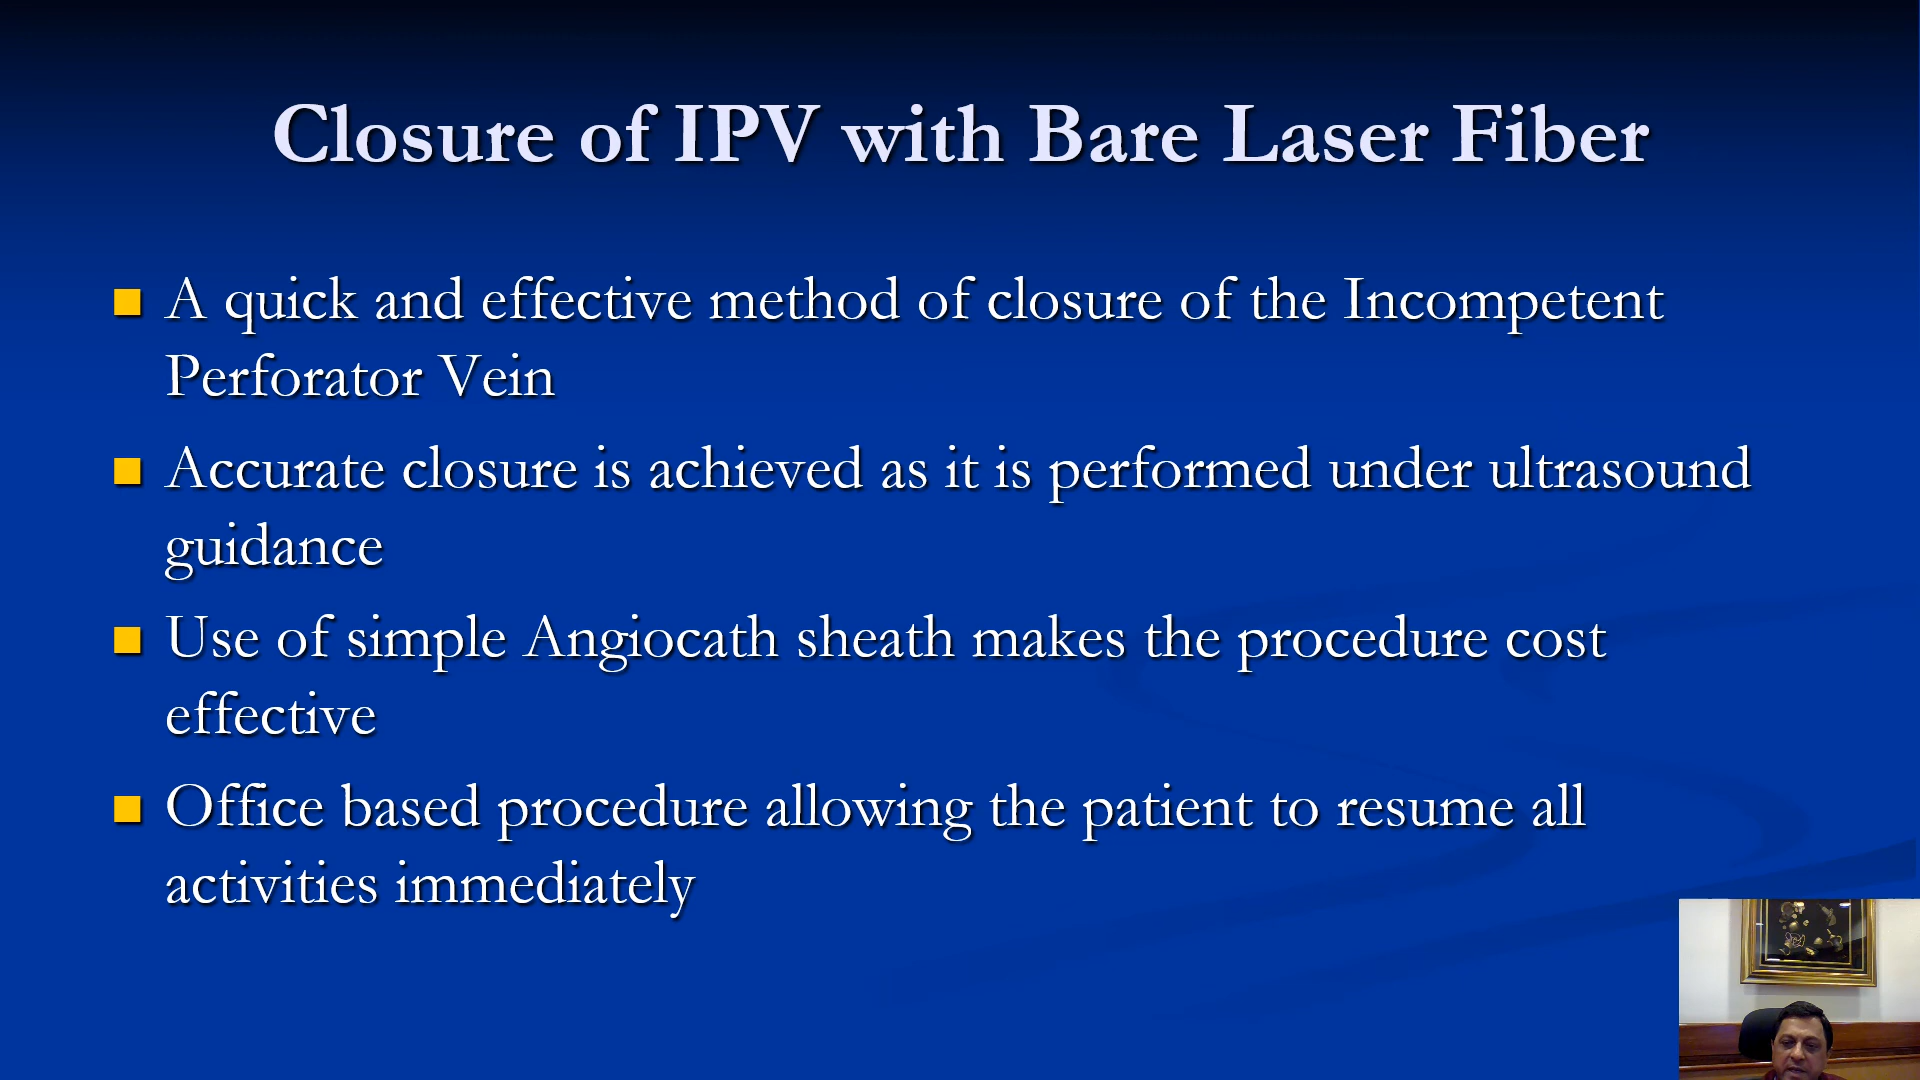 Closure of IPV with Bare Laser Fiber
A quick and effective method of closure of the Incompetent
Perforator Vein
Accurate closure is achieved as it is performed under ultrasound
guidance
Use of simple Angiocath sheath makes the procedure cost
effective
Office based procedure allowing the patient to resume all
activities immediately